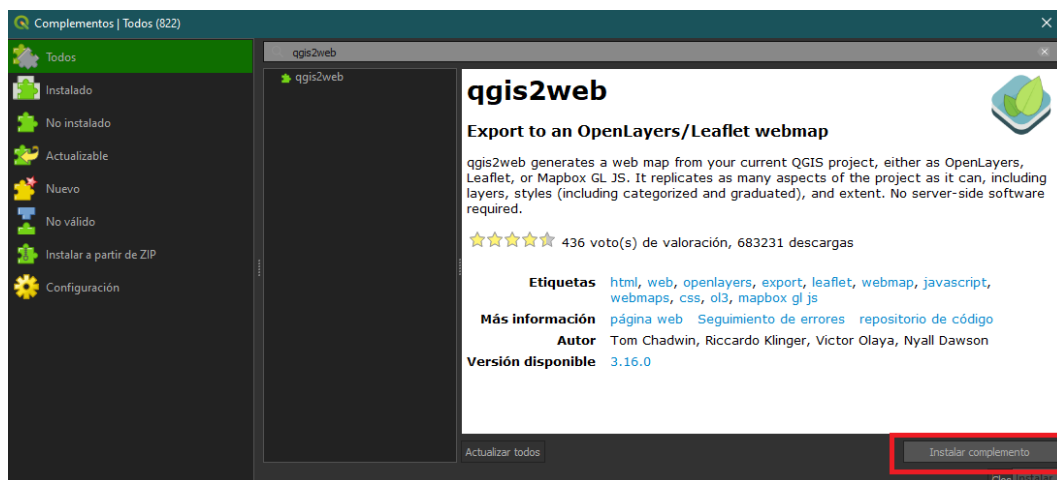 Complementos | Todos (822)
Todos
Instalado
No instalado
Actualizable
Nuevo
No válido
Instalar a partir de ZIP
Configuración
qgis2web
qgis2web
qgis2web
Export to an OpenLayers/Leaflet webmap
qgis2web generates a web map from your current QGIS project, either as OpenLayers,
Leaflet, or Mapbox GL JS. It replicates as many aspects of the project as it can, including
layers, styles (including categorized and graduated), and extent. No server-side software
required.
436 voto(s) de valoración, 683231 descargas
Etiquetas html, web, openlayers, export, leaflet, webmap, javascript,
webmaps, css, ol3, mapbox gl js
Más información página web Seguimiento de errores repositorio de código
Autor Tom Chadwin, Riccardo Klinger, Victor Olaya, Nyall Dawson
Versión disponible 3.16.0
Actualizar todos Instalar complemento